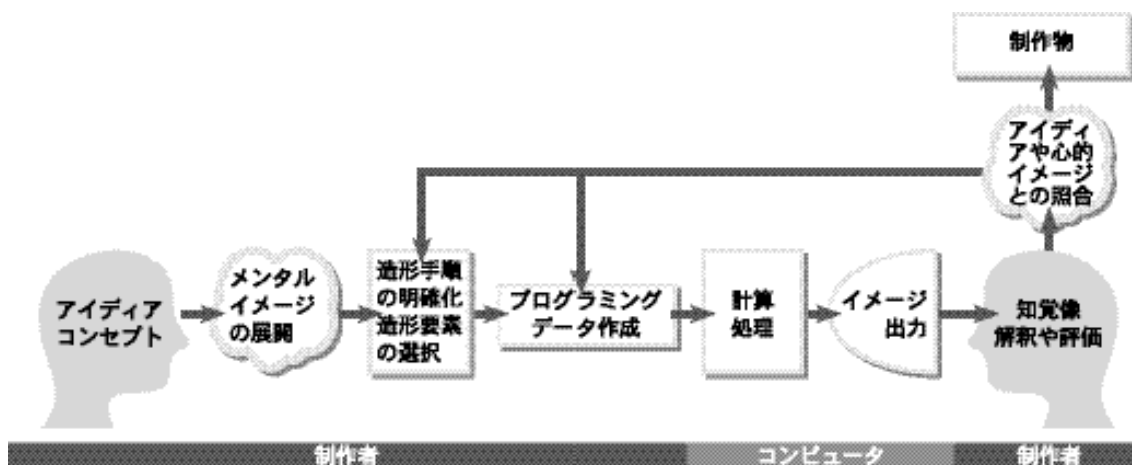 制作物
アイディ
アや心的
イメージ
との照合
アイディア
コンセプト
メンタル
イメージ
の展開
造形手順
の明確化
造形要素
の選択
プログラミング
データ作成
計算
処理
イメージ
出力
知覚像
解釈や評価
制作者
コンピュータ
制作者